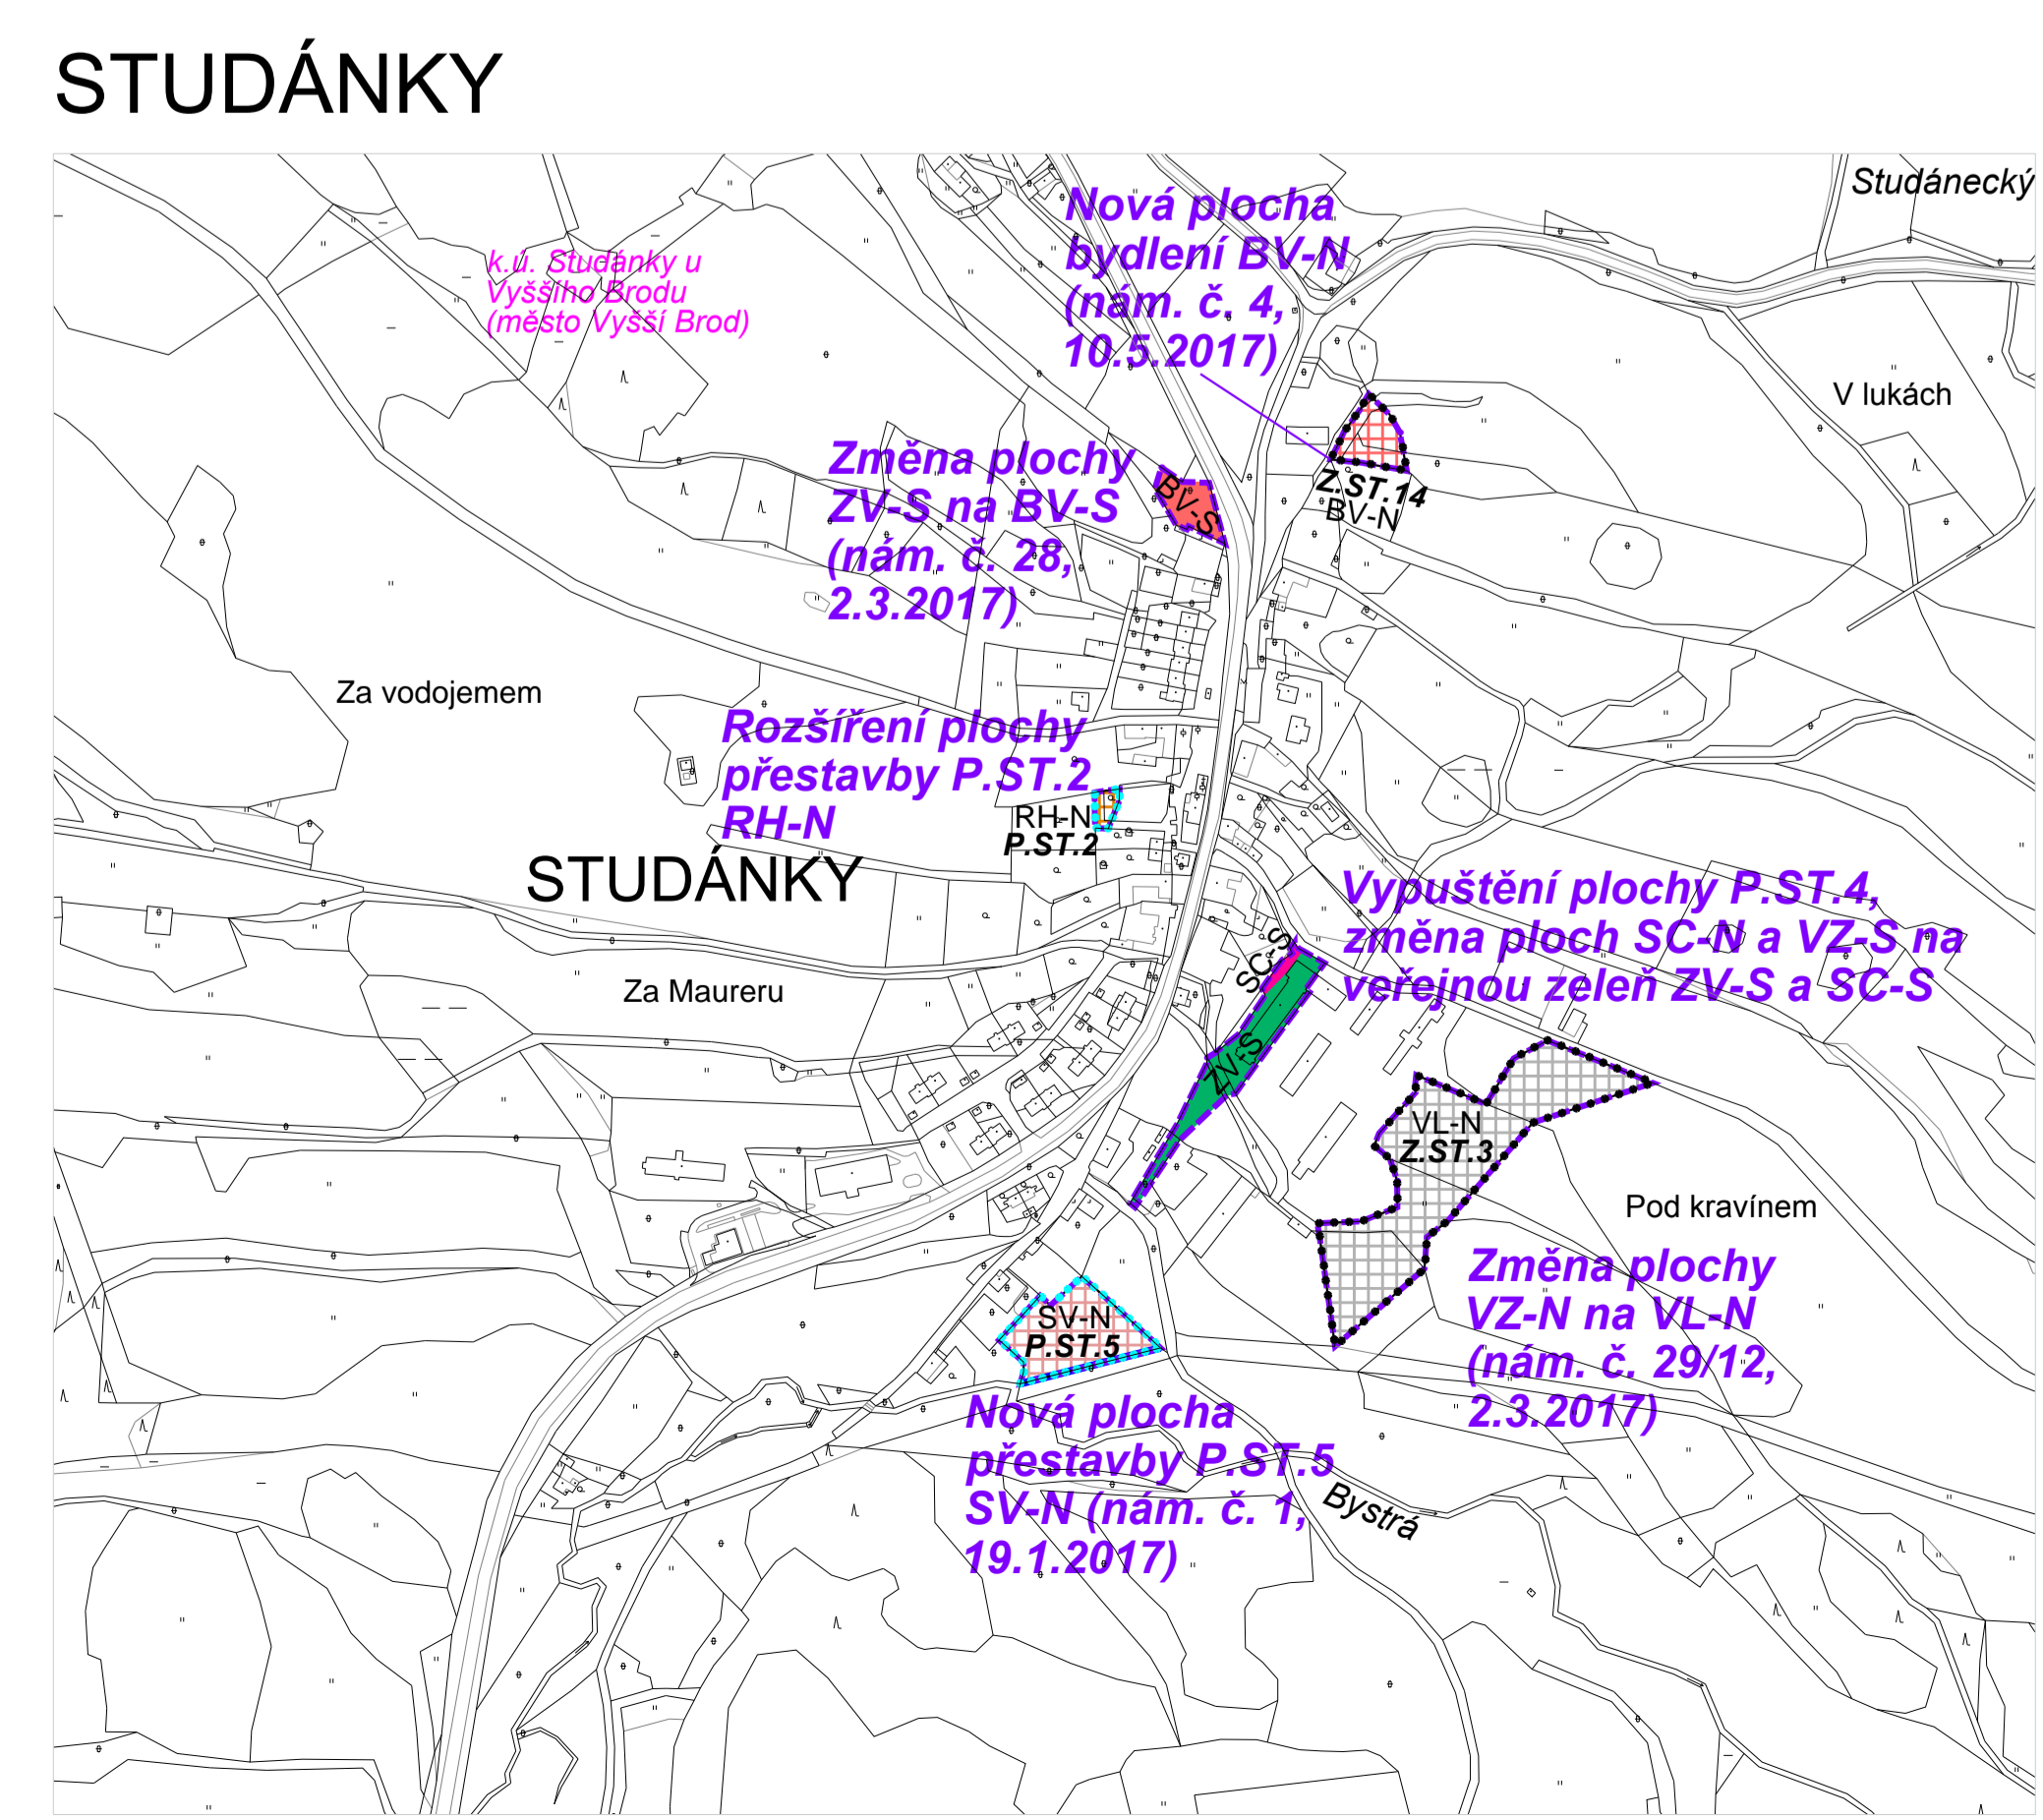 STUDÁNKY
Studánecký
Nová plocha
bydlení BV-N
(nám. č. 4,
10.5.2017)
k.ú. Studánky u
Vyššího Brodu
(město Vyšší Brod)
V lukách
Změna plochy
ZV-S na BV-S
(nám. č. 28,
2.3.2017)
BV-S
Z.ST.14
BV-N
Za vodojemem
Rozšíření plochy
přestavby P.ST.2
RH-N
RH-N
P.ST.2
STUDÁNKY
Vypuštění plochy P.ST.4,
změna ploch SC-N a VZ-S na
veřejnou zeleň ZV-S a SC-S
SC-S
Za Maureru
ZV-S
VL-N
Z.ST.3
Pod kravínem
Změna plochy
VZ-N na VL-N
(nám. č. 29/12,
2.3.2017)
SV-N
P.ST.5
Nová plocha
přestavby P.ST.5
SV-N (nám. č. 1,
19.1.2017)
Bystrá